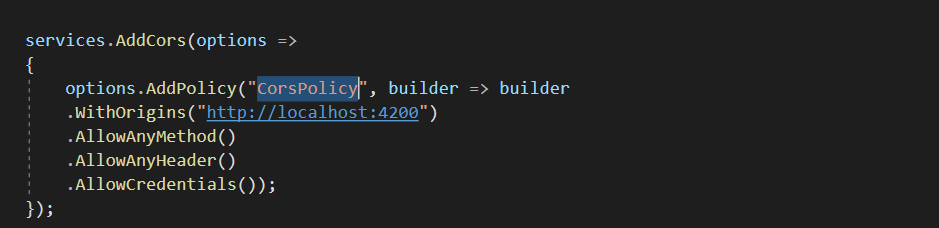 services.AddCors(options =>
{
options.AddPolicy("CorsPolicy", builder => builder
.WithOrigins("http://localhost:4200")
.AllowAnyMethod()
.AllowAnyHeader()
.AllowCredentials());
});